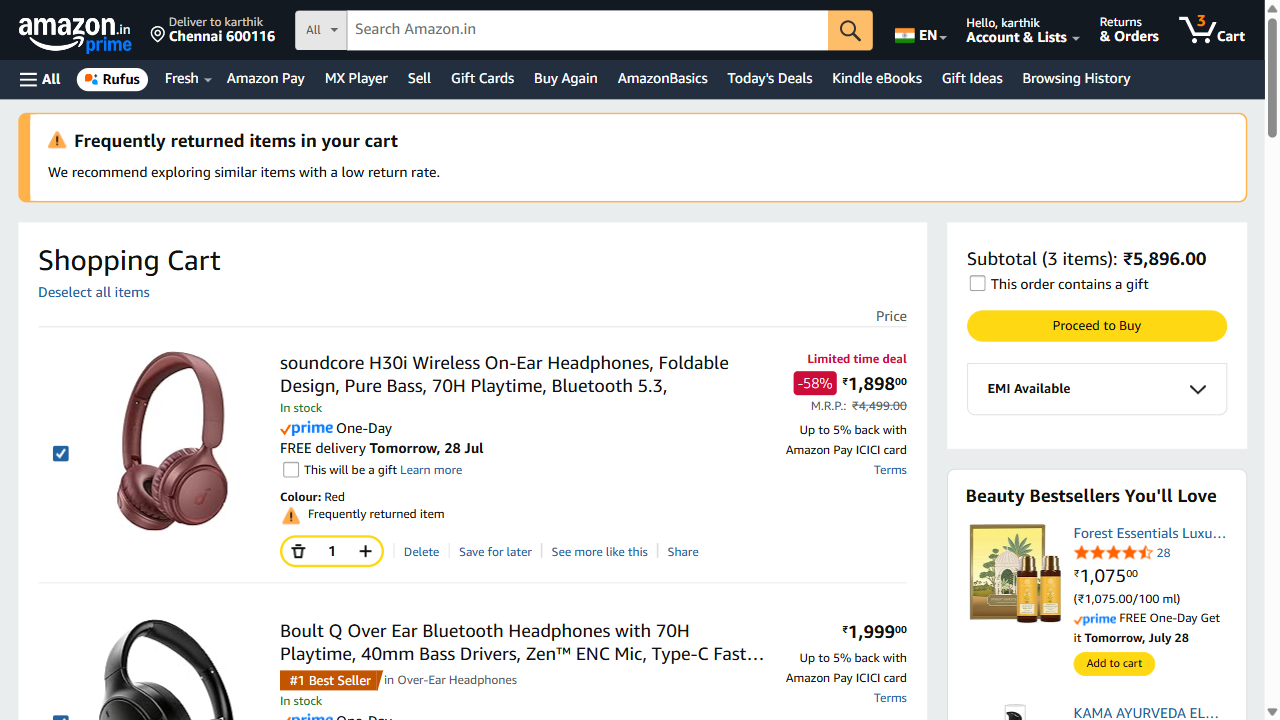 amazon.in
prime
Deliver to karthik
Chennai 600116
All
Search Amazon.in
EN
Hello, karthik
Account & Lists
Returns
& Orders
3
Cart
All
Rufus
Fresh
Amazon Pay
MX Player
Sell
Gift Cards
Buy Again
AmazonBasics
Today's Deals
Kindle eBooks
Gift Ideas
Browsing History
Frequently returned items in your cart
We recommend exploring similar items with a low return rate.
Shopping Cart
Deselect all items
Price
soundcore H30i Wireless On-Ear Headphones, Foldable
Design, Pure Bass, 70H Playtime, Bluetooth 5.3,
In stock
prime One-Day
FREE delivery Tomorrow, 28 Jul
This will be a gift Learn more
Colour: Red
Frequently returned item
1
Delete
Save for later
See more like this
Share
Limited time deal
-58% ₹1,89800
M.R.P.: ₹4,499.00
Up to 5% back with
Amazon Pay ICICI card
Terms
Boult Q Over Ear Bluetooth Headphones with 70H
Playtime, 40mm Bass Drivers, Zen™ ENC Mic, Type-C Fast…
#1 Best Seller in Over-Ear Headphones
In stock
prime One-Day
₹1,99900
Up to 5% back with
Amazon Pay ICICI card
Terms
Subtotal (3 items): ₹5,896.00
This order contains a gift
Proceed to Buy
EMI Available
Beauty Bestsellers You'll Love
Forest Essentials Luxu…
28
₹1,07500
(₹1,075.00/100 ml)
prime FREE One-Day Get
it Tomorrow, July 28
Add to cart
KAMA AYURVEDA EL…